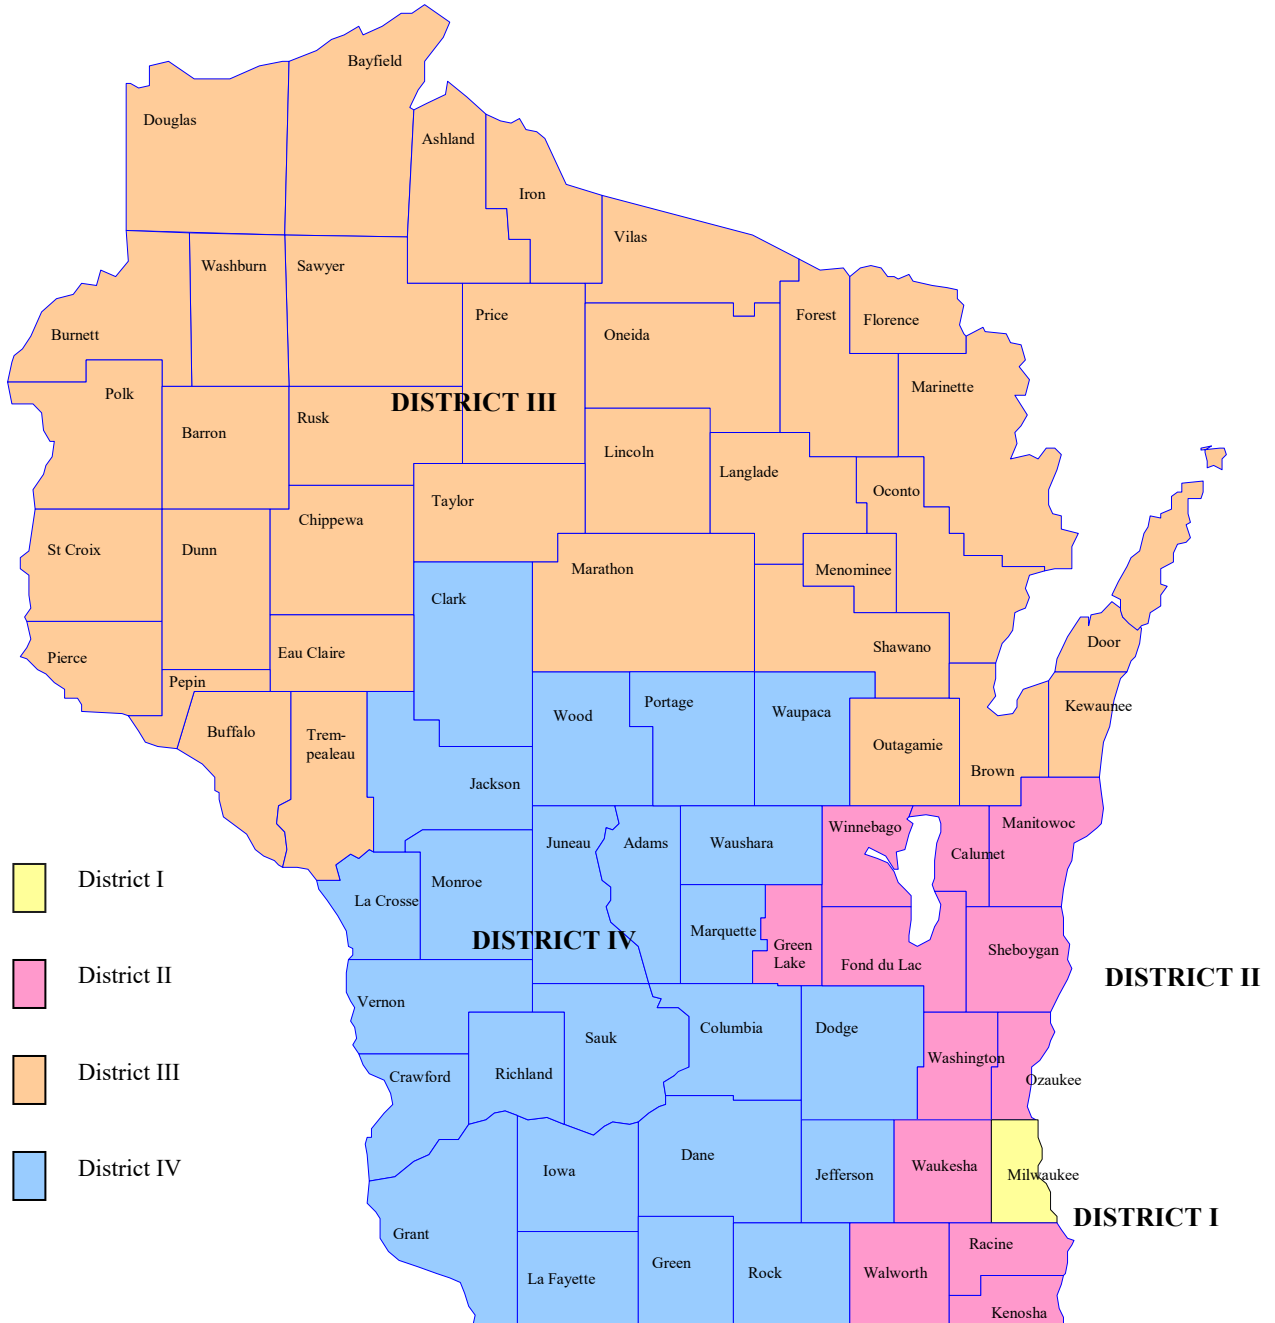 Bayfield
Douglas
Ashland
Iron
Vilas
Washburn
Sawyer
Price
Forest
Florence
Burnett
Oneida
Polk
Marinette
DISTRICT III
Rusk
Barron
Lincoln
Langlade
Oconto
Taylor
Chippewa
St Croix
Dunn
Marathon
Menominee
Clark
Door
Shawano
Eau Claire
Pierce
Pepin
Portage
Kewaunee
Waupaca
Wood
Buffalo
Trem-
pealeau
Outagamie
Brown
Jackson
Manitowoc
Winnebago
Juneau
Adams
Waushara
Calumet
District I
Monroe
La Crosse
Marquette
DISTRICT IV
Green
Lake
Sheboygan
Fond du Lac
District II
DISTRICT II
Vernon
Columbia
Dodge
Sauk
Washington
District III
Richland
Crawford
Ozaukee
Dane
District IV
Iowa
Waukesha
Jefferson
Milwaukee
DISTRICT I
Grant
Racine
Green
Rock
Walworth
La Fayette
Kenosha